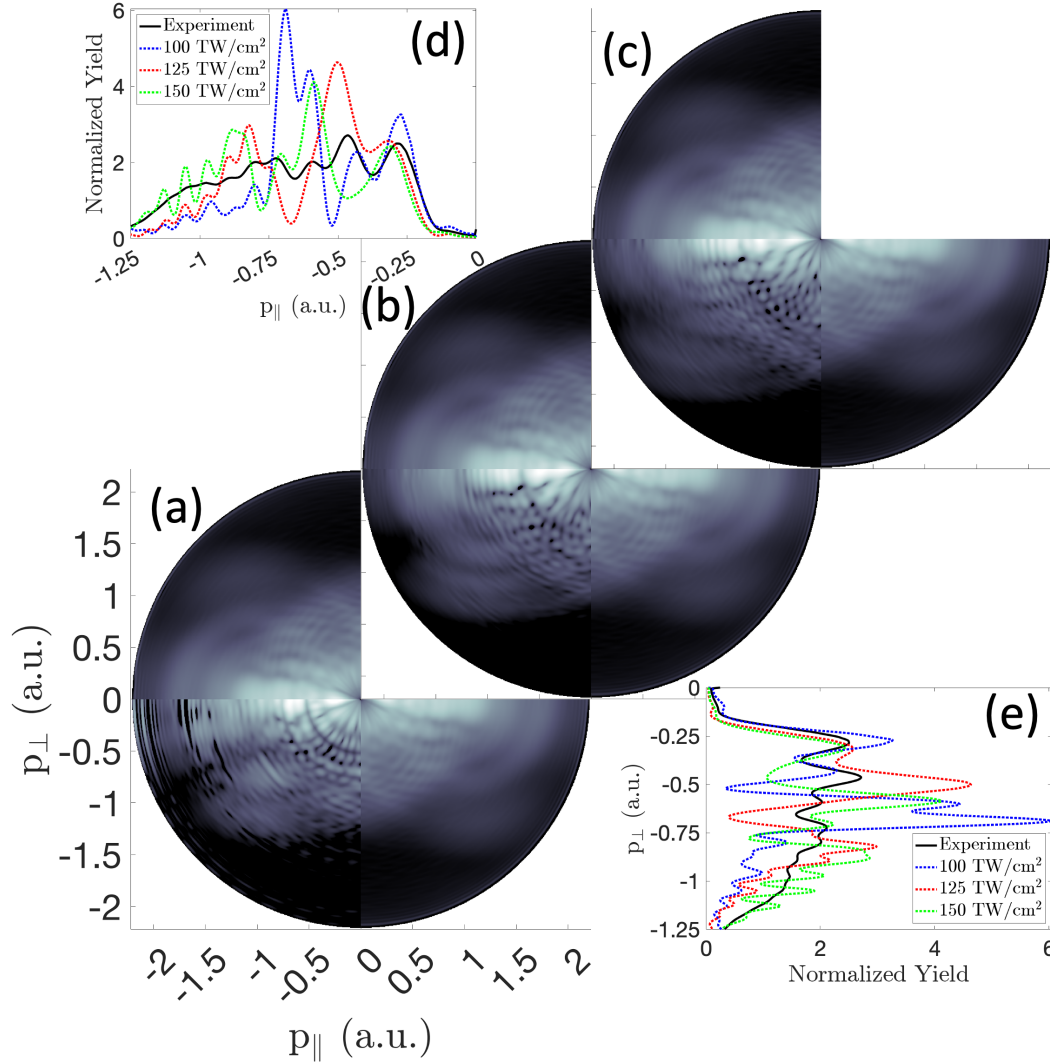 (d)
Normalized Yield
6
4
2
0
Experiment
100 TW/cm²
125 TW/cm²
150 TW/cm²
-1.25
-1
-0.75
-0.5
-0.25
0
p∥ (a.u.)
(c)
(b)
(a)
p⊥ (a.u.)
2
1.5
1
0.5
0
-0.5
-1
-1.5
-2
-2
-1.5
-1
-0.5
0
0.5
1
1.5
2
p∥ (a.u.)
(e)
p⊥ (a.u.)
0
-0.25
-0.5
-0.75
-1
-1.25
Experiment
100 TW/cm²
125 TW/cm²
150 TW/cm²
0
2
4
6
Normalized Yield